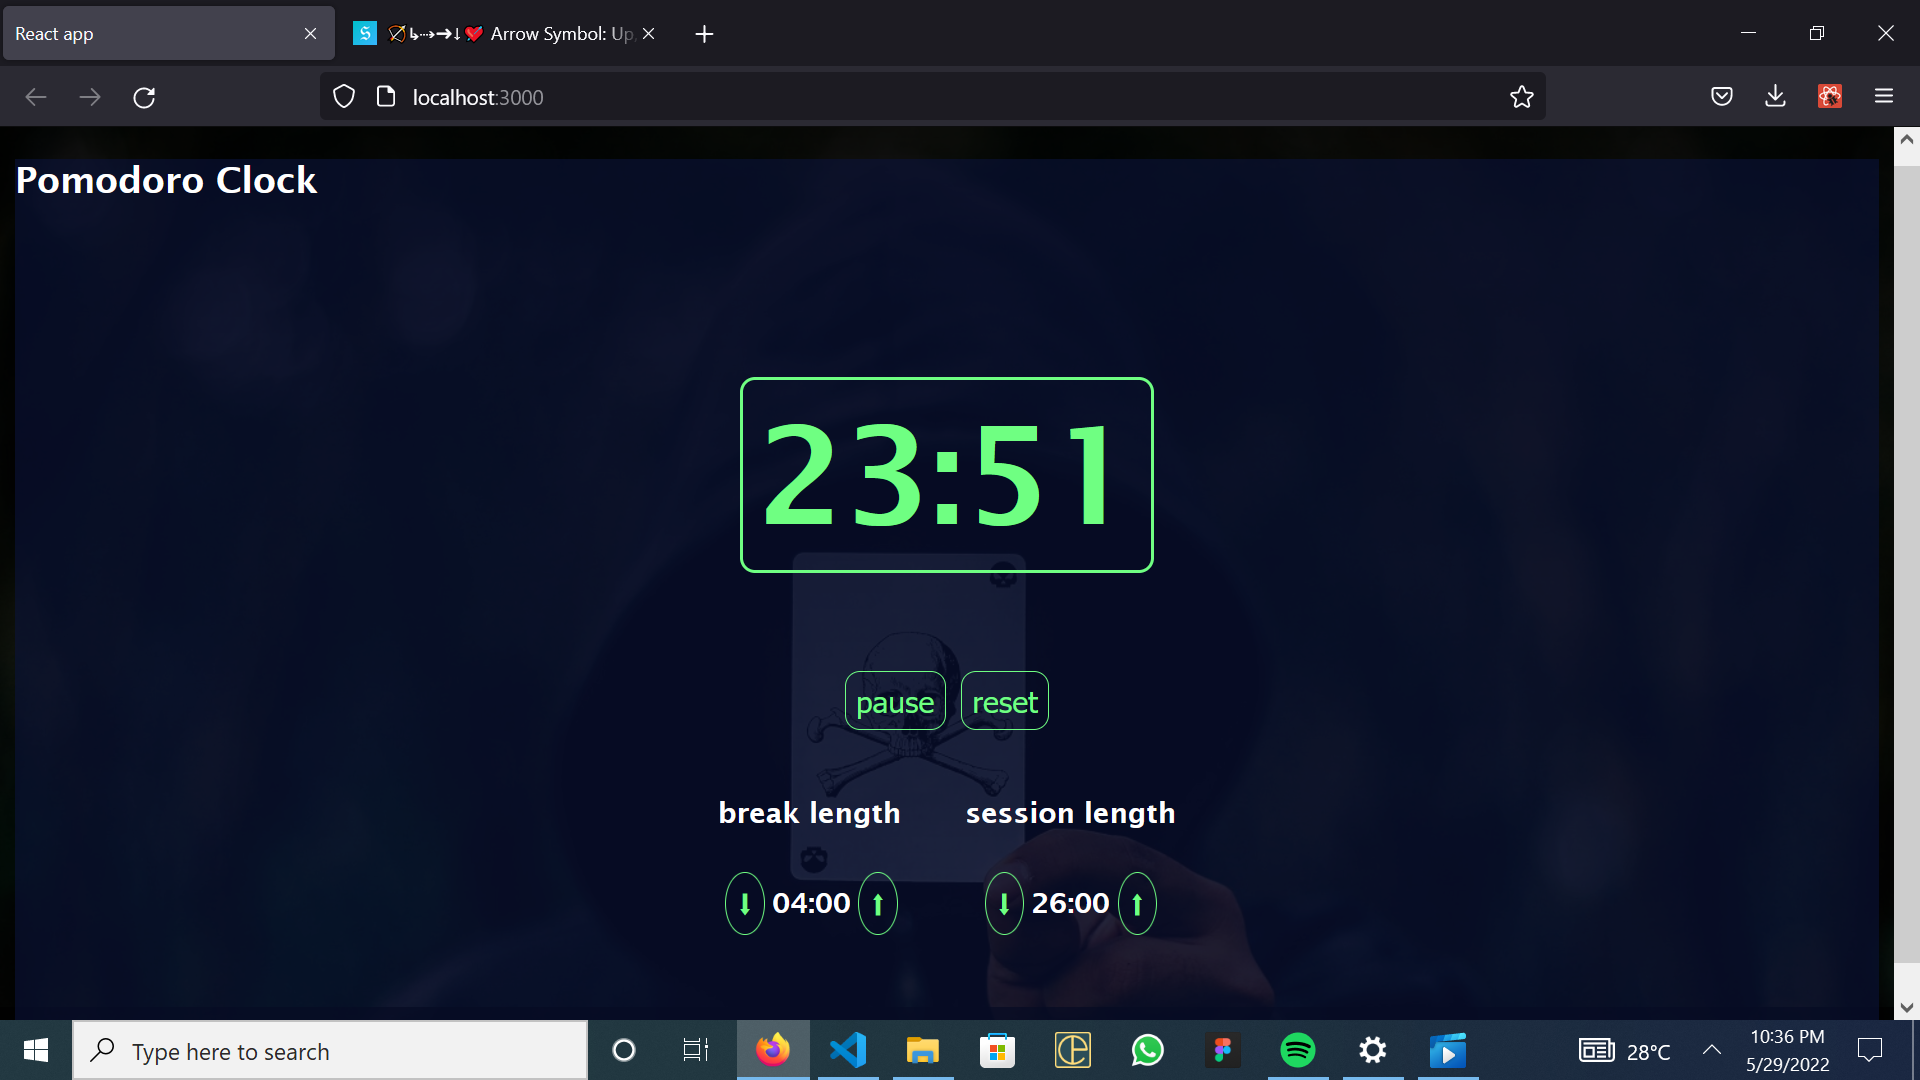 React app
Arrow Symbol: Up,
localhost:3000
Pomodoro Clock
23:51
pause reset
break length session length
↓ 04:00 ↑ ↓ 26:00 ↑
Type here to search
28°C
10:36 PM
5/29/2022